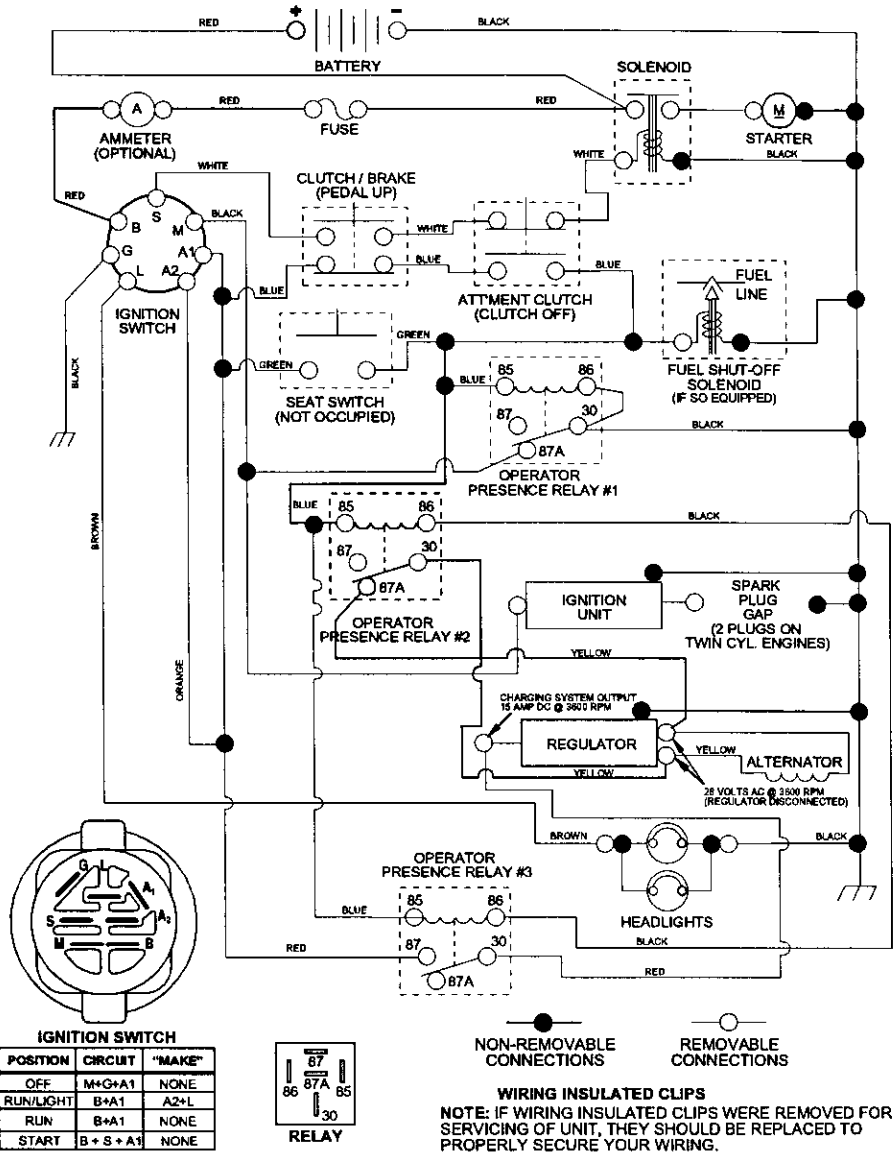 RED
+
-
BLACK
BATTERY
SOLENOID
A
RED
RED
M
AMMETER
(OPTIONAL)
FUSE
STARTER
WHITE
WHITE
BLACK
CLUTCH / BRAKE
(PEDAL UP)
RED
S
BLACK
B
M
WHITE
G
A1
L
A2
BLUE
BLUE
BLUE
FUEL
LINE
IGNITION
SWITCH
ATT'MENT CLUTCH
(CLUTCH OFF)
GREEN
GREEN
BLACK
FUEL SHUT-OFF
SOLENOID
(IF SO EQUIPPED)
SEAT SWITCH
(NOT OCCUPIED)
BLUE
85
86
87
30
87A
BLACK
OPERATOR
PRESENCE RELAY #1
BROWN
BLUE
85
86
BLACK
87
30
87A
OPERATOR
PRESENCE RELAY #2
IGNITION
UNIT
SPARK
PLUG
GAP
(2 PLUGS ON
TWIN CYL. ENGINES)
YELLOW
ORANGE
CHARGING SYSTEM OUTPUT
15 AMP DC @ 3600 RPM
REGULATOR
YELLOW
ALTERNATOR
YELLOW
28 VOLTS AC @ 3600 RPM
(REGULATOR DISCONNECTED)
BROWN
BLACK
HEADLIGHTS
OPERATOR
PRESENCE RELAY #3
BLUE
85
86
BLACK
RED
87
30
87A
RED
G
L
A1
S
A2
M
B
IGNITION SWITCH
POSITION CIRCUIT "MAKE"
OFF M+G+A1 NONE
RUN/LIGHT B+A1 A2+L
RUN B+A1 NONE
START B + S + A1 NONE
87
86 87A 85
30
RELAY
NON-REMOVABLE
CONNECTIONS
REMOVABLE
CONNECTIONS
WIRING INSULATED CLIPS
NOTE: IF WIRING INSULATED CLIPS WERE REMOVED FOR
SERVICING OF UNIT, THEY SHOULD BE REPLACED TO
PROPERLY SECURE YOUR WIRING.